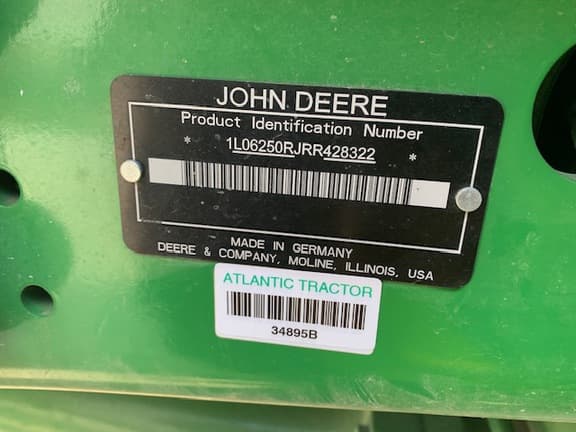 JOHN DEERE
Product Identification Number
* 1L06250RJRR428322 *
MADE IN GERMANY
DEERE & COMPANY, MOLINE, ILLINOIS, USA
ATLANTIC TRACTOR
34895B